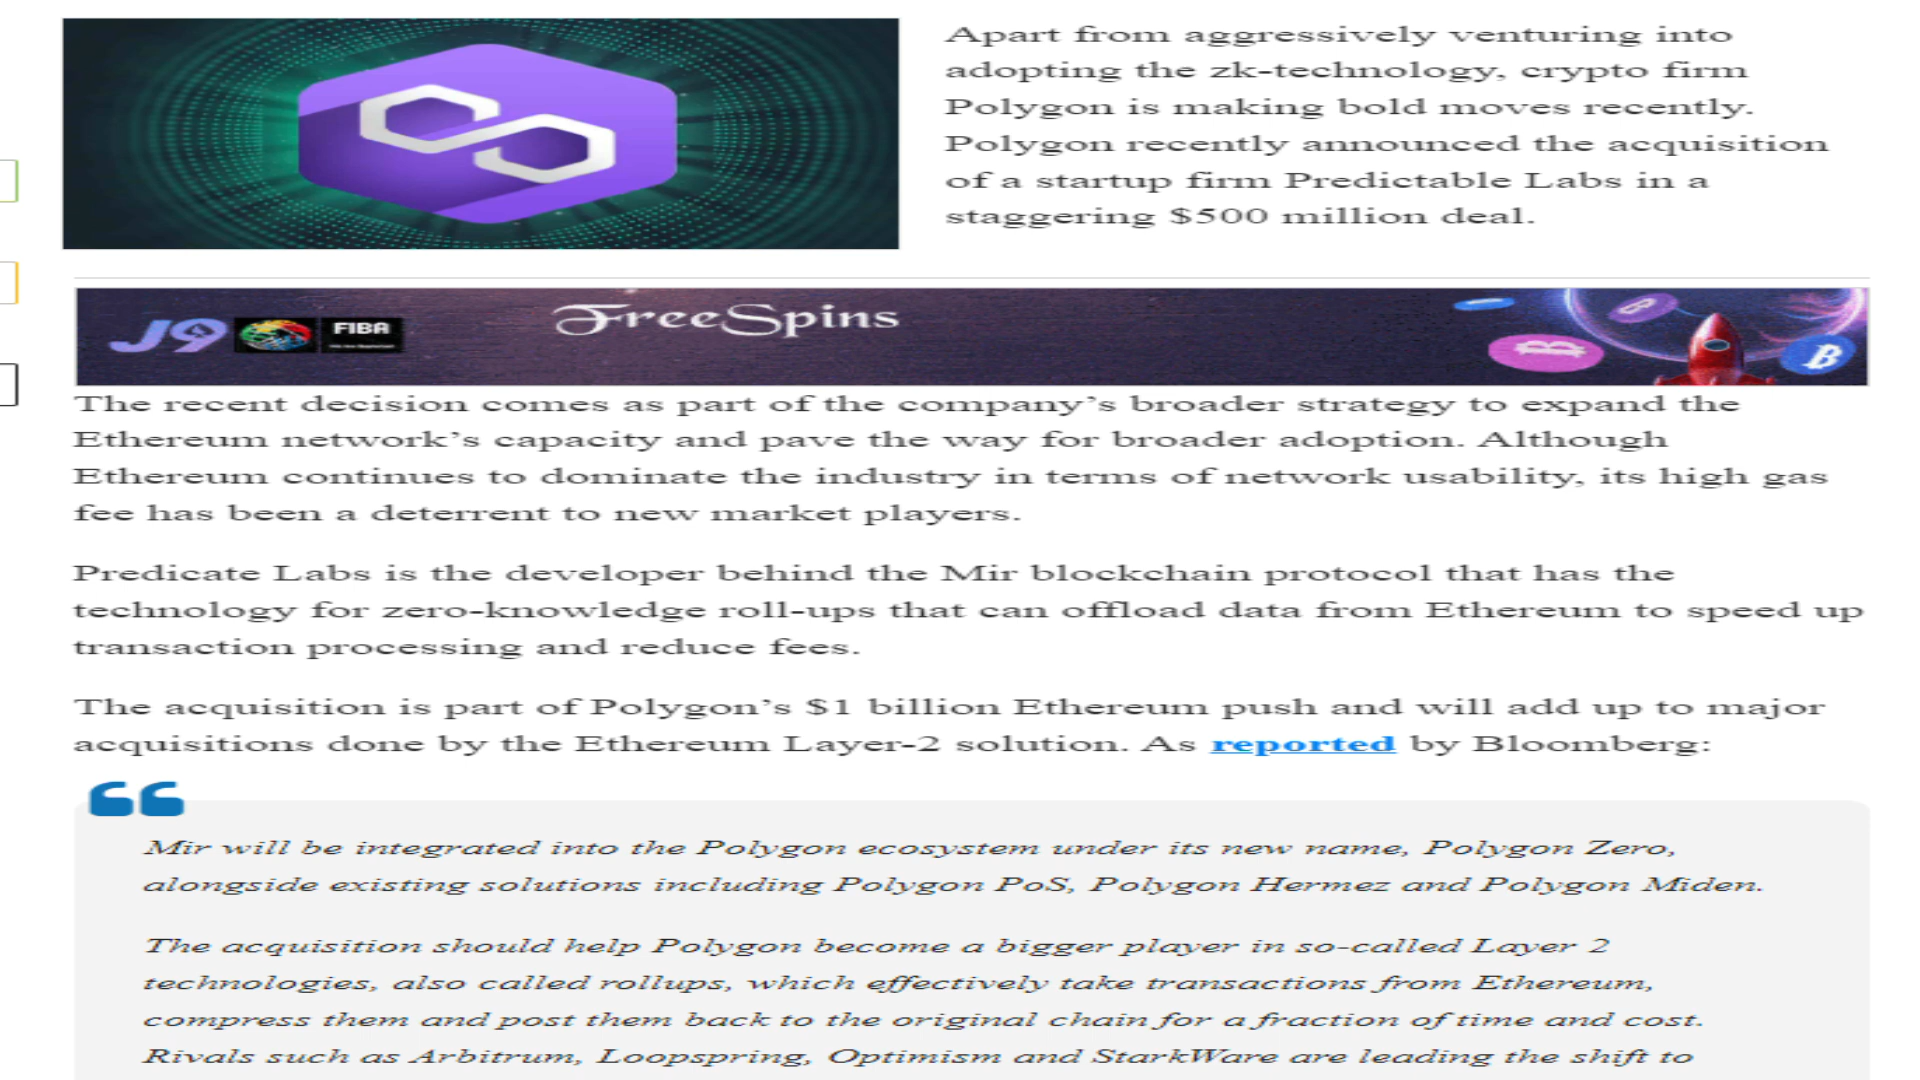 Apart from aggressively venturing into
adopting the zk-technology, crypto firm
Polygon is making bold moves recently.
Polygon recently announced the acquisition
of a startup firm Predictable Labs in a
staggering $500 million deal.
J9 FIBA FreeSpins
The recent decision comes as part of the company’s broader strategy to expand the
Ethereum network’s capacity and pave the way for broader adoption. Although
Ethereum continues to dominate the industry in terms of network usability, its high gas
fee has been a deterrent to new market players.
Predicate Labs is the developer behind the Mir blockchain protocol that has the
technology for zero-knowledge roll-ups that can offload data from Ethereum to speed up
transaction processing and reduce fees.
The acquisition is part of Polygon’s $1 billion Ethereum push and will add up to major
acquisitions done by the Ethereum Layer-2 solution. As reported by Bloomberg:
Mir will be integrated into the Polygon ecosystem under its new name, Polygon Zero,
alongside existing solutions including Polygon PoS, Polygon Hermez and Polygon Miden.
The acquisition should help Polygon become a bigger player in so-called Layer 2
technologies, also called rollups, which effectively take transactions from Ethereum,
compress them and post them back to the original chain for a fraction of time and cost.
Rivals such as Arbitrum, Loopspring, Optimism and StarkWare are leading the shift to